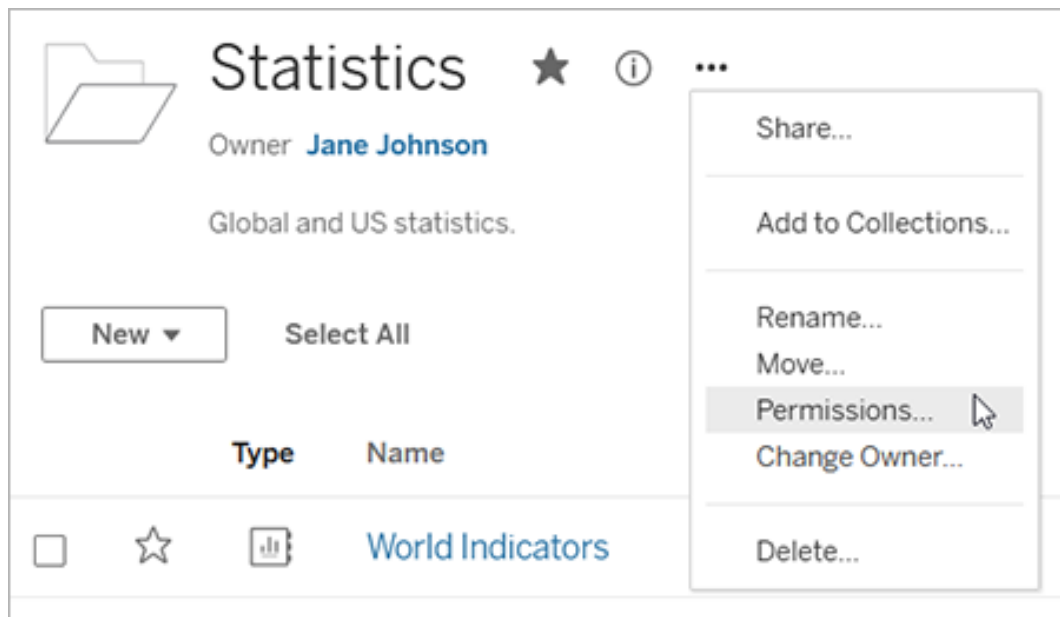 Statistics
Owner Jane Johnson
Global and US statistics.
New Select All
Type Name
World Indicators
Share...
Add to Collections...
Rename...
Move...
Permissions...
Change Owner...
Delete...